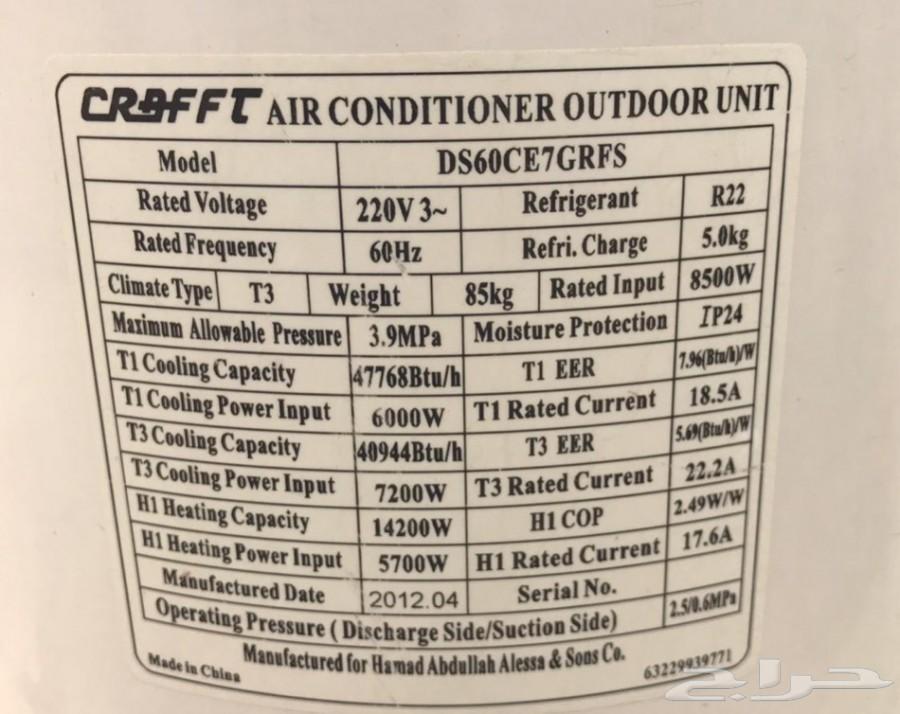 CRAFFT AIR CONDITIONER OUTDOOR UNIT
Model DS60CE7GRFS
Rated Voltage 220V 3~ Refrigerant R22
Rated Frequency 60Hz Refri. Charge 5.0kg
Climate Type T3 Weight 85kg Rated Input 8500W
Maximum Allowable Pressure 3.9MPa Moisture Protection IP24
T1 Cooling Capacity 47768Btu/h T1 EER 7.96(Btu/h)/W
T1 Cooling Power Input 6000W T1 Rated Current 18.5A
T3 Cooling Capacity 40944Btu/h T3 EER 5.69(Btu/h)/W
T3 Cooling Power Input 7200W T3 Rated Current 22.2A
H1 Heating Capacity 14200W H1 COP 2.49W/W
H1 Heating Power Input 5700W H1 Rated Current 17.6A
Manufactured Date 2012.04 Serial No.
Operating Pressure ( Discharge Side/Suction Side) 2.5/0.6MPa
Manufactured for Hamad Abdullah Alessa & Sons Co.
Made in China 63229939771
حراج